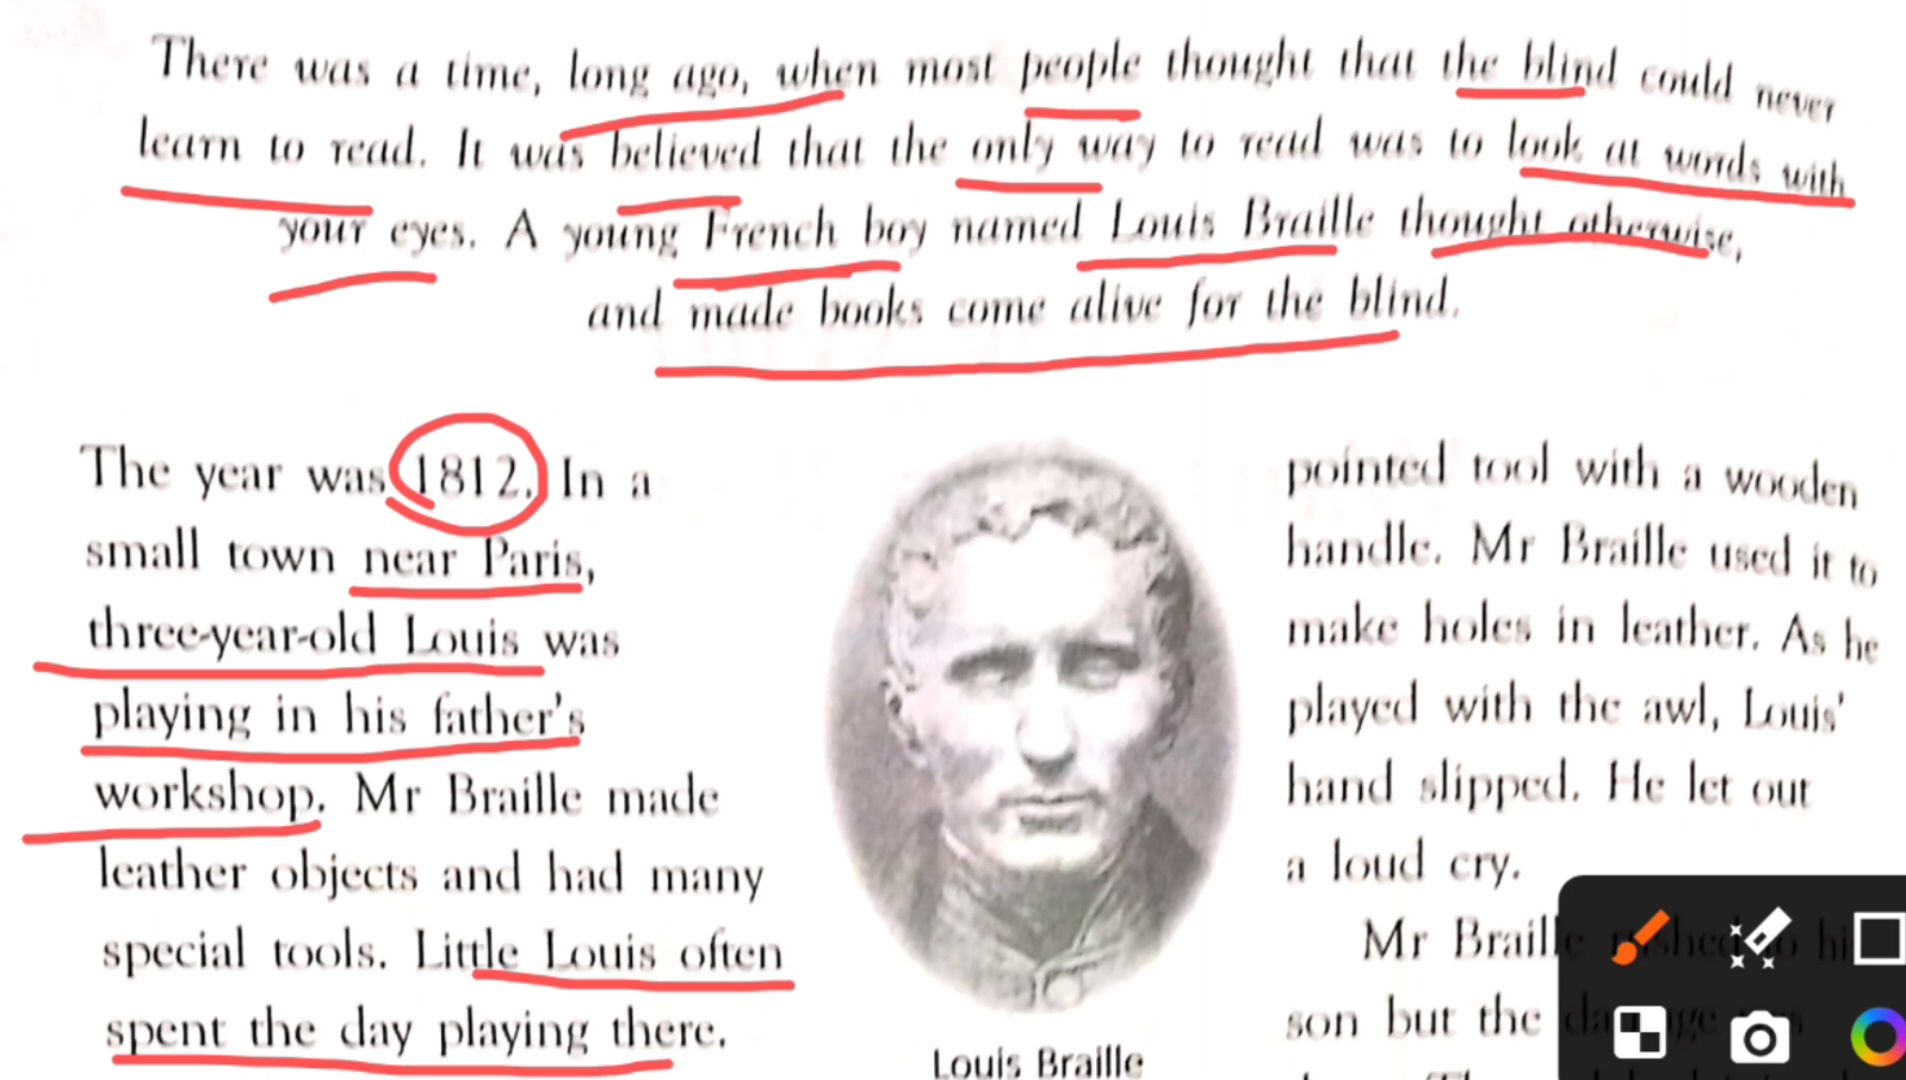 There was a time, long ago, when most people thought that the blind could never
learn to read. It was believed that the only way to read was to look at words with
your eyes. A young French boy named Louis Braille thought otherwise,
and made books come alive for the blind.
The year was 1812. In a
small town near Paris,
three-year-old Louis was
playing in his father's
workshop. Mr Braille made
leather objects and had many
special tools. Little Louis often
spent the day playing there.
Louis Braille
pointed tool with a wooden
handle. Mr Braille used it to
make holes in leather. As he
played with the awl, Louis'
hand slipped. He let out
a loud cry.
Mr Braille rushed to his
son but the damage was